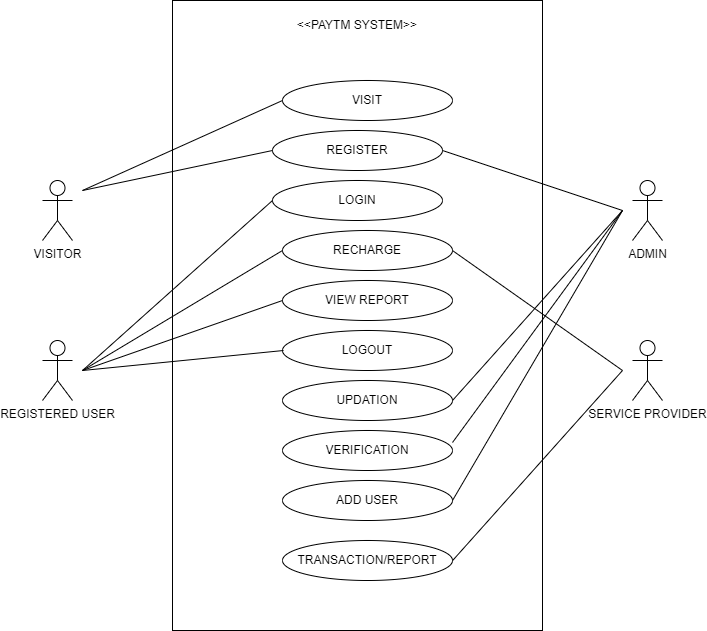 <<PAYTM SYSTEM>>
VISIT
REGISTER
LOGIN
VISITOR
RECHARGE
ADMIN
VIEW REPORT
LOGOUT
UPDATION
REGISTERED USER
SERVICE PROVIDER
VERIFICATION
ADD USER
TRANSACTION/REPORT